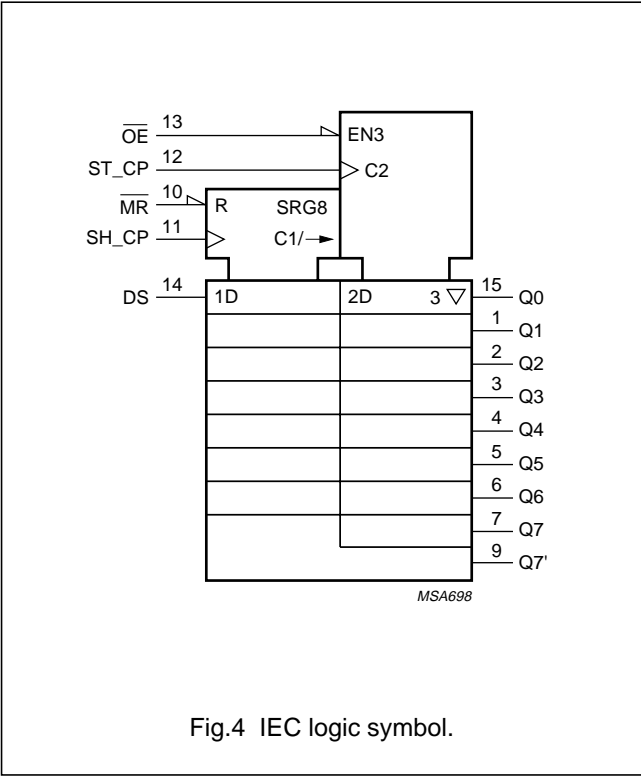 O̅E̅ 13 EN3
ST_CP 12 C2
M̅R̅ 10 R SRG8
SH_CP 11 C1/→
DS 14 1D 2D 3 ▽ 15 Q0
1 Q1
2 Q2
3 Q3
4 Q4
5 Q5
6 Q6
7 Q7
9 Q7'
MSA698
Fig.4 IEC logic symbol.